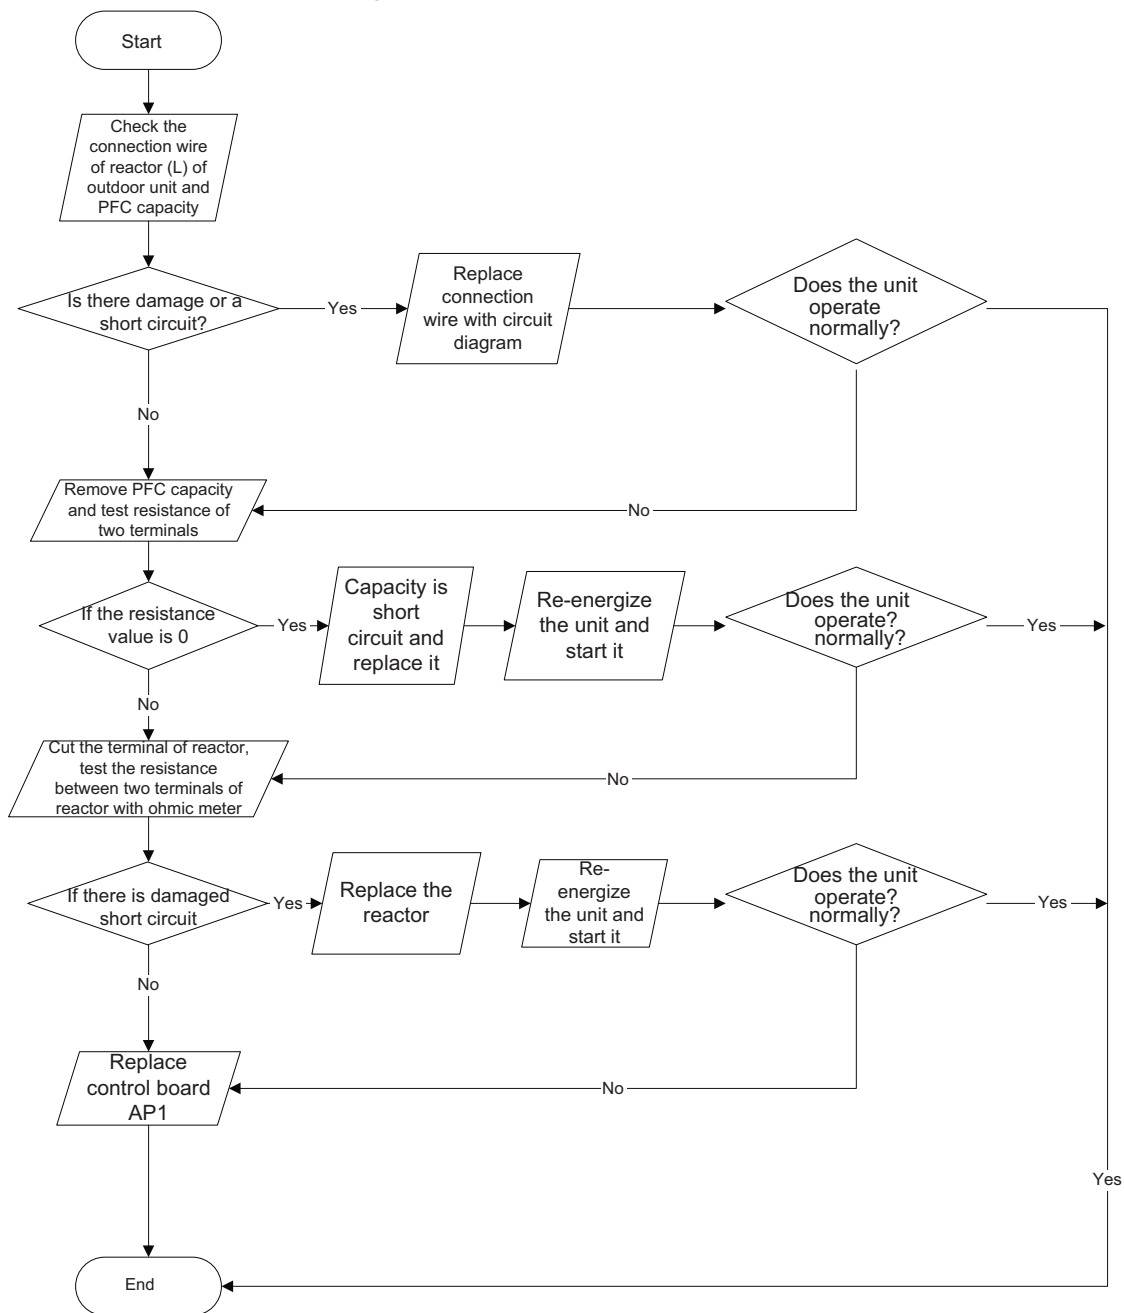 Start
Check the
connection wire
of reactor (L) of
outdoor unit and
PFC capacity
Is there damage or a
short circuit?
Yes
Replace
connection
wire with circuit
diagram
Does the unit
operate
normally?
No
Remove PFC capacity
and test resistance of
two terminals
No
If the resistance
value is 0
Yes
Capacity is
short
circuit and
replace it
Re-energize
the unit and
start it
Does the unit
operate?
normally?
Yes
No
Cut the terminal of reactor,
test the resistance
between two terminals of
reactor with ohmic meter
No
If there is damaged
short circuit
Yes
Replace the
reactor
Re-
energize
the unit and
start it
Does the unit
operate?
normally?
Yes
No
Replace
control board
AP1
No
Yes
End